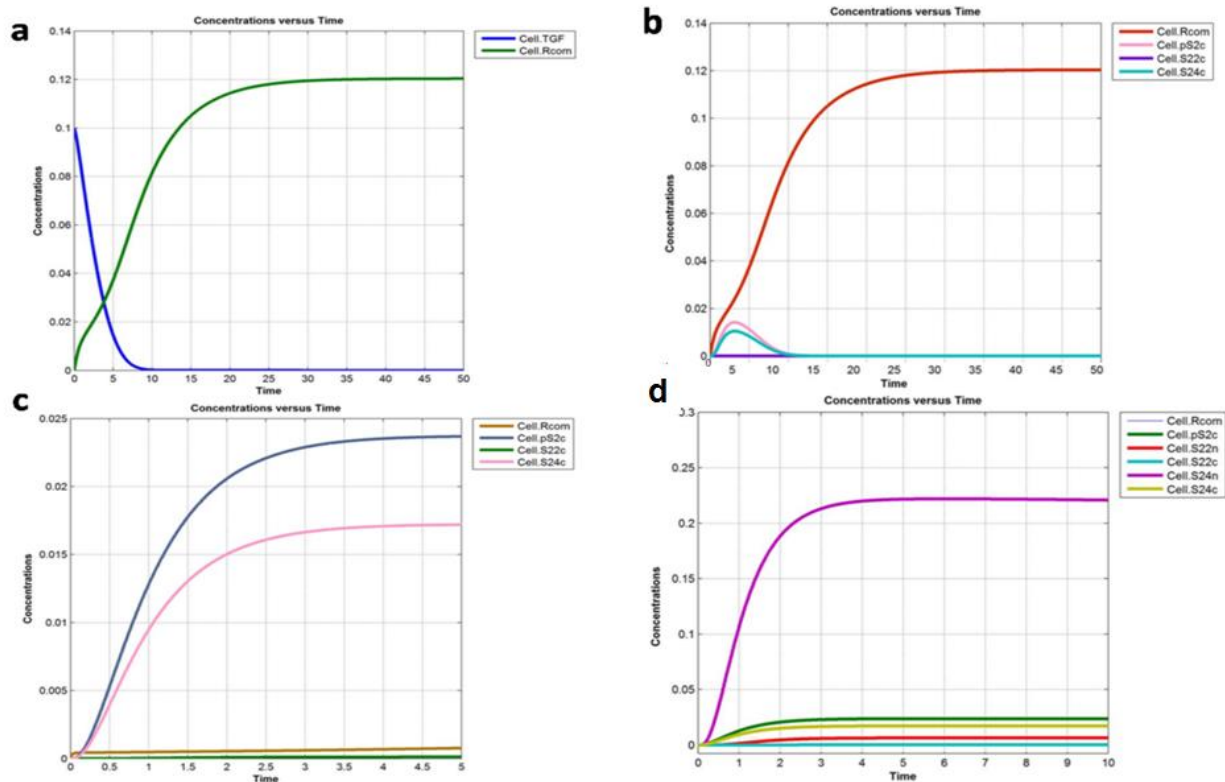 a
Concentrations versus Time
0.14
0.12
0.1
0.08
0.06
0.04
0.02
0
Concentrations
0 5 10 15 20 25 30 35 40 45 50
Time
Cell.TGF
Cell.Rcom
b
Concentrations versus Time
0.14
0.12
0.1
0.08
0.06
0.04
0.02
0
Concentrations
0 5 10 15 20 25 30 35 40 45 50
Time
Cell.Rcom
Cell.pS2c
Cell.S22c
Cell.S24c
c
Concentrations versus Time
0.025
0.02
0.015
0.01
0.005
0
Concentrations
0 0.5 1 1.5 2 2.5 3 3.5 4 4.5 5
Time
Cell.Rcom
Cell.pS2c
Cell.S22c
Cell.S24c
d
Concentrations versus Time
3.3
0.25
0.2
0.15
0.1
0.05
0
Concentrations
0 1 2 3 4 5 6 7 8 9 10
Time
Cell.Rcom
Cell.pS2c
Cell.S22n
Cell.S22c
Cell.S24n
Cell.S24c